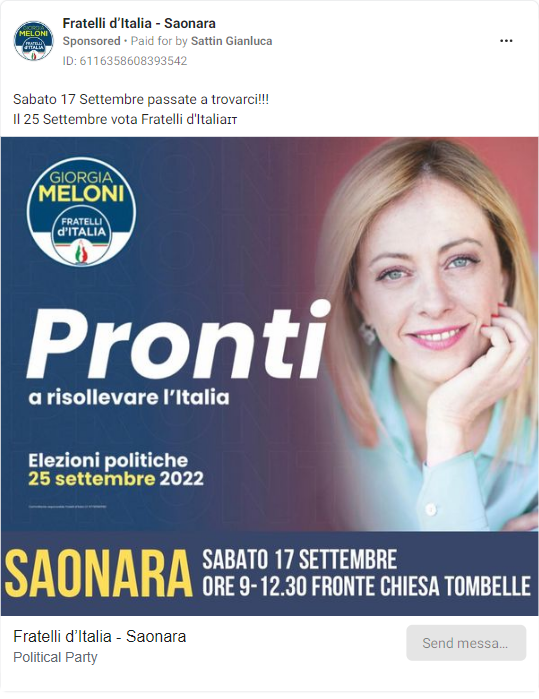 Fratelli d'Italia - Saonara
Sponsored • Paid for by Sattin Gianluca
ID: 6116358608393542
Sabato 17 Settembre passate a trovarci!!!
Il 25 Settembre vota Fratelli d'Italiaɪᴛ
GIORGIA
MELONI
FRATELLI
d'ITALIA
Pronti
a risollevare l'Italia
Elezioni politiche
25 settembre 2022
SAONARA
SABATO 17 SETTEMBRE
ORE 9-12.30 FRONTE CHIESA TOMBELLE
Fratelli d'Italia - Saonara
Political Party
Send messa...